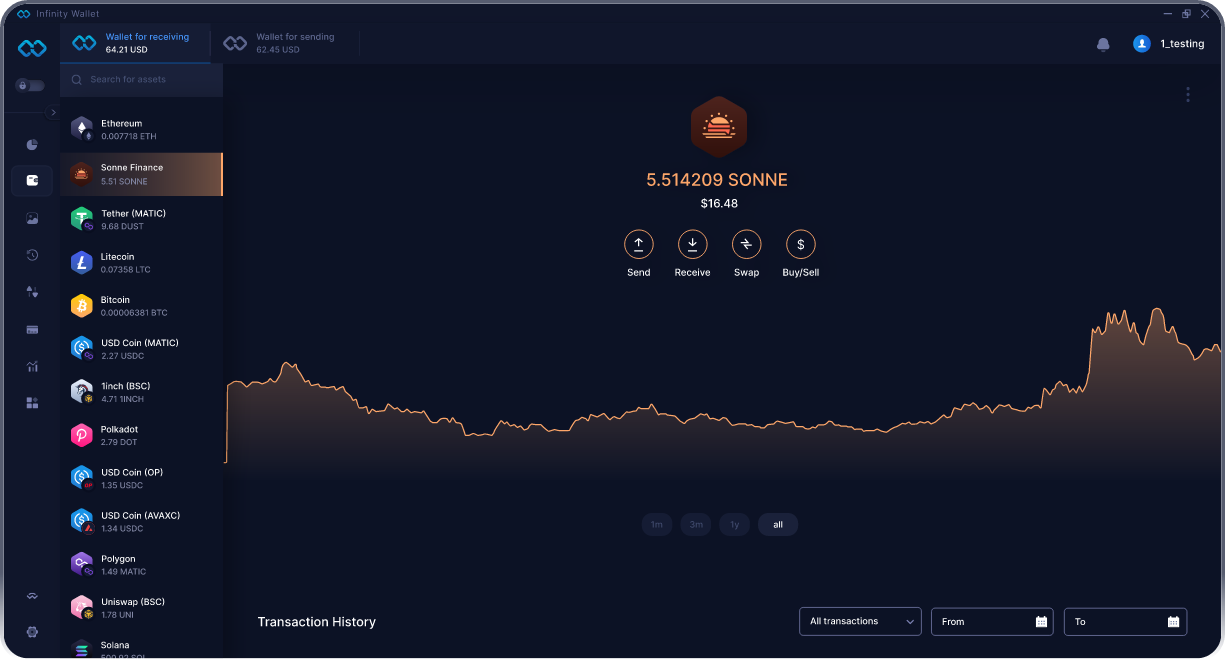 Infinity Wallet
Wallet for receiving
64.21 USD
Wallet for sending
62.45 USD
1_testing
Search for assets
Ethereum
0.007718 ETH
Sonne Finance
5.51 SONNE
Tether (MATIC)
9.68 DUST
Litecoin
0.07358 LTC
Bitcoin
0.00006381 BTC
USD Coin (MATIC)
2.27 USDC
1inch (BSC)
4.71 1INCH
Polkadot
2.79 DOT
USD Coin (OP)
1.35 USDC
USD Coin (AVAXC)
1.34 USDC
Polygon
1.49 MATIC
Uniswap (BSC)
1.78 UNI
Solana
5.514209 SONNE
$16.48
Send
Receive
Swap
Buy/Sell
1m
3m
1y
all
Transaction History
All transactions
From
To